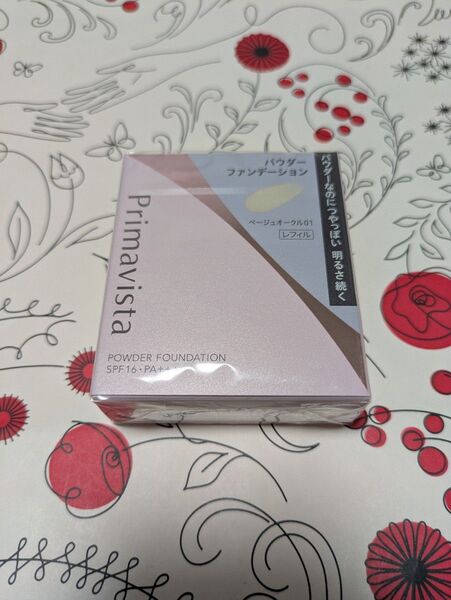 パウダー
ファンデーション
ベージュオークル01
レフィル
パウダーなのにつやっぽい 明るさ続く
Primavista
POWDER FOUNDATION
SPF16・PA+++